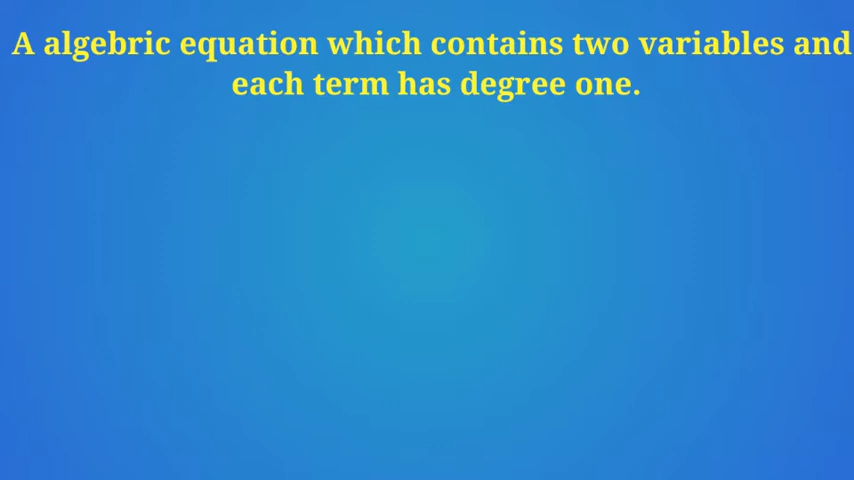 A algebric equation which contains two variables and
each term has degree one.